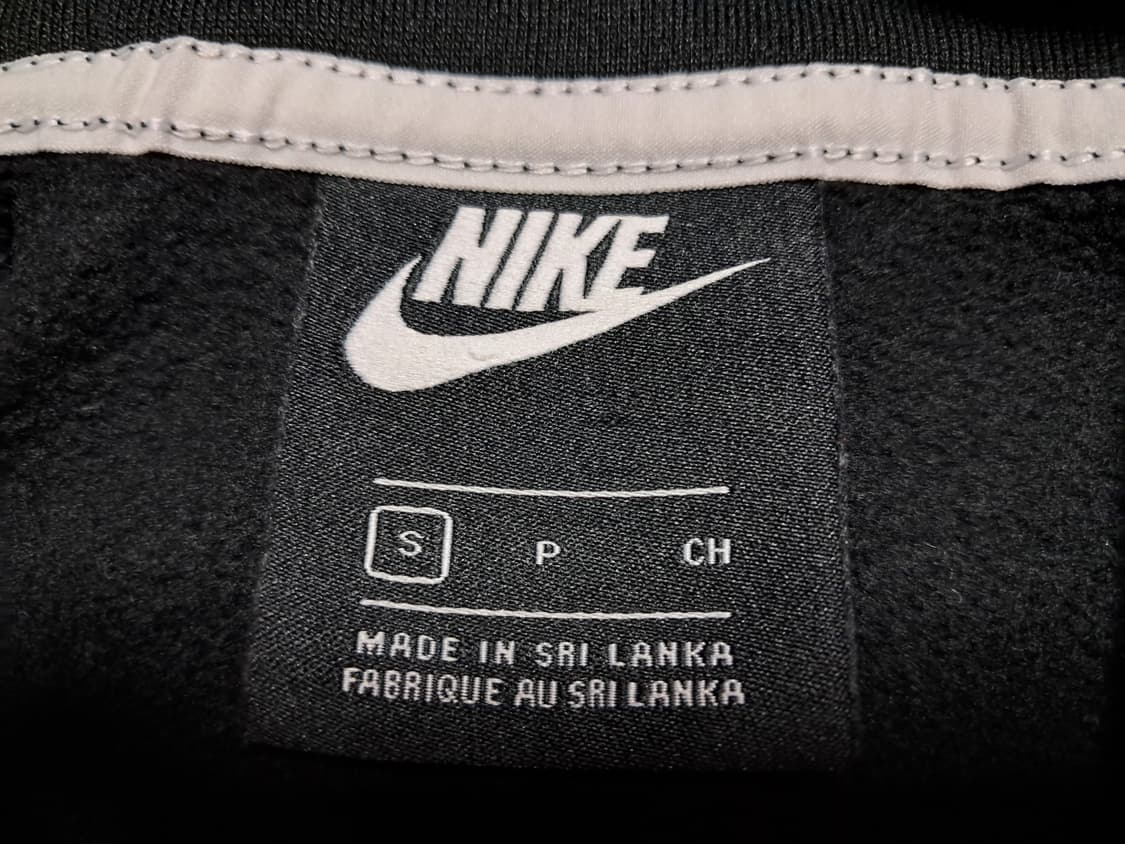 NIKE
S P CH
MADE IN SRI LANKA
FABRIQUE AU SRI LANKA